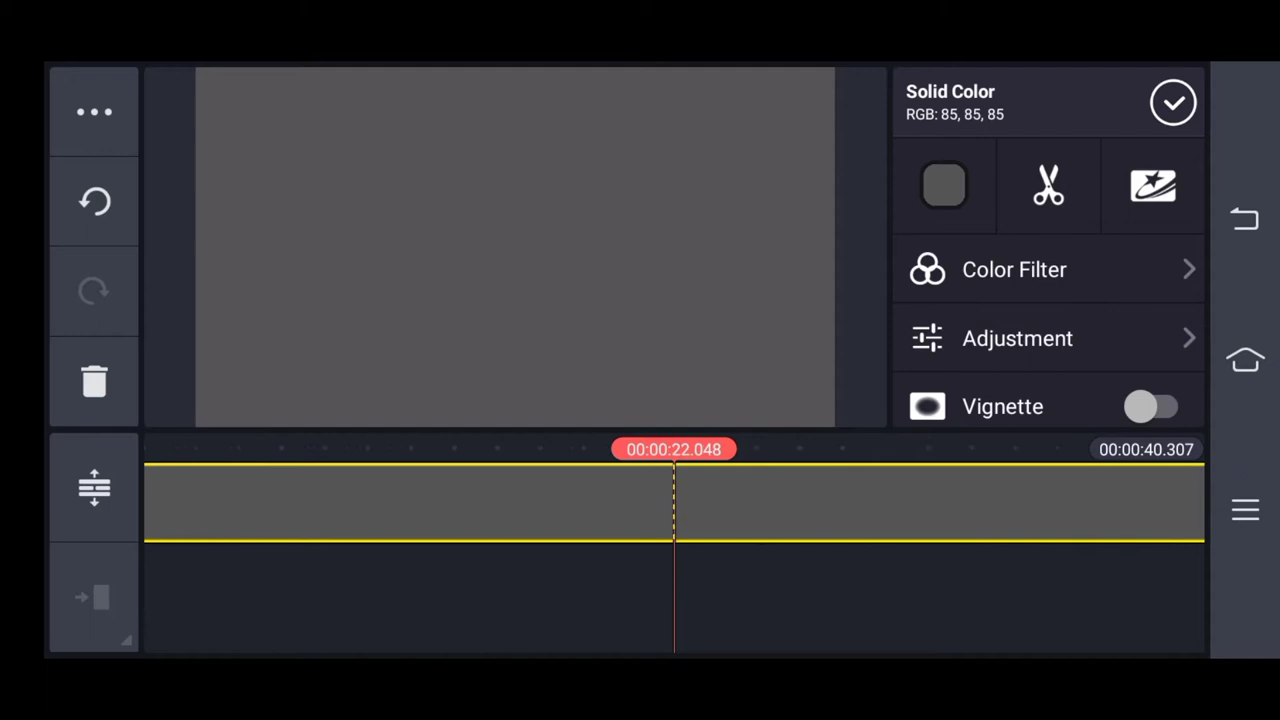 Solid Color
RGB: 85, 85, 85
Color Filter
Adjustment
Vignette
00:00:22.048
00:00:40.307